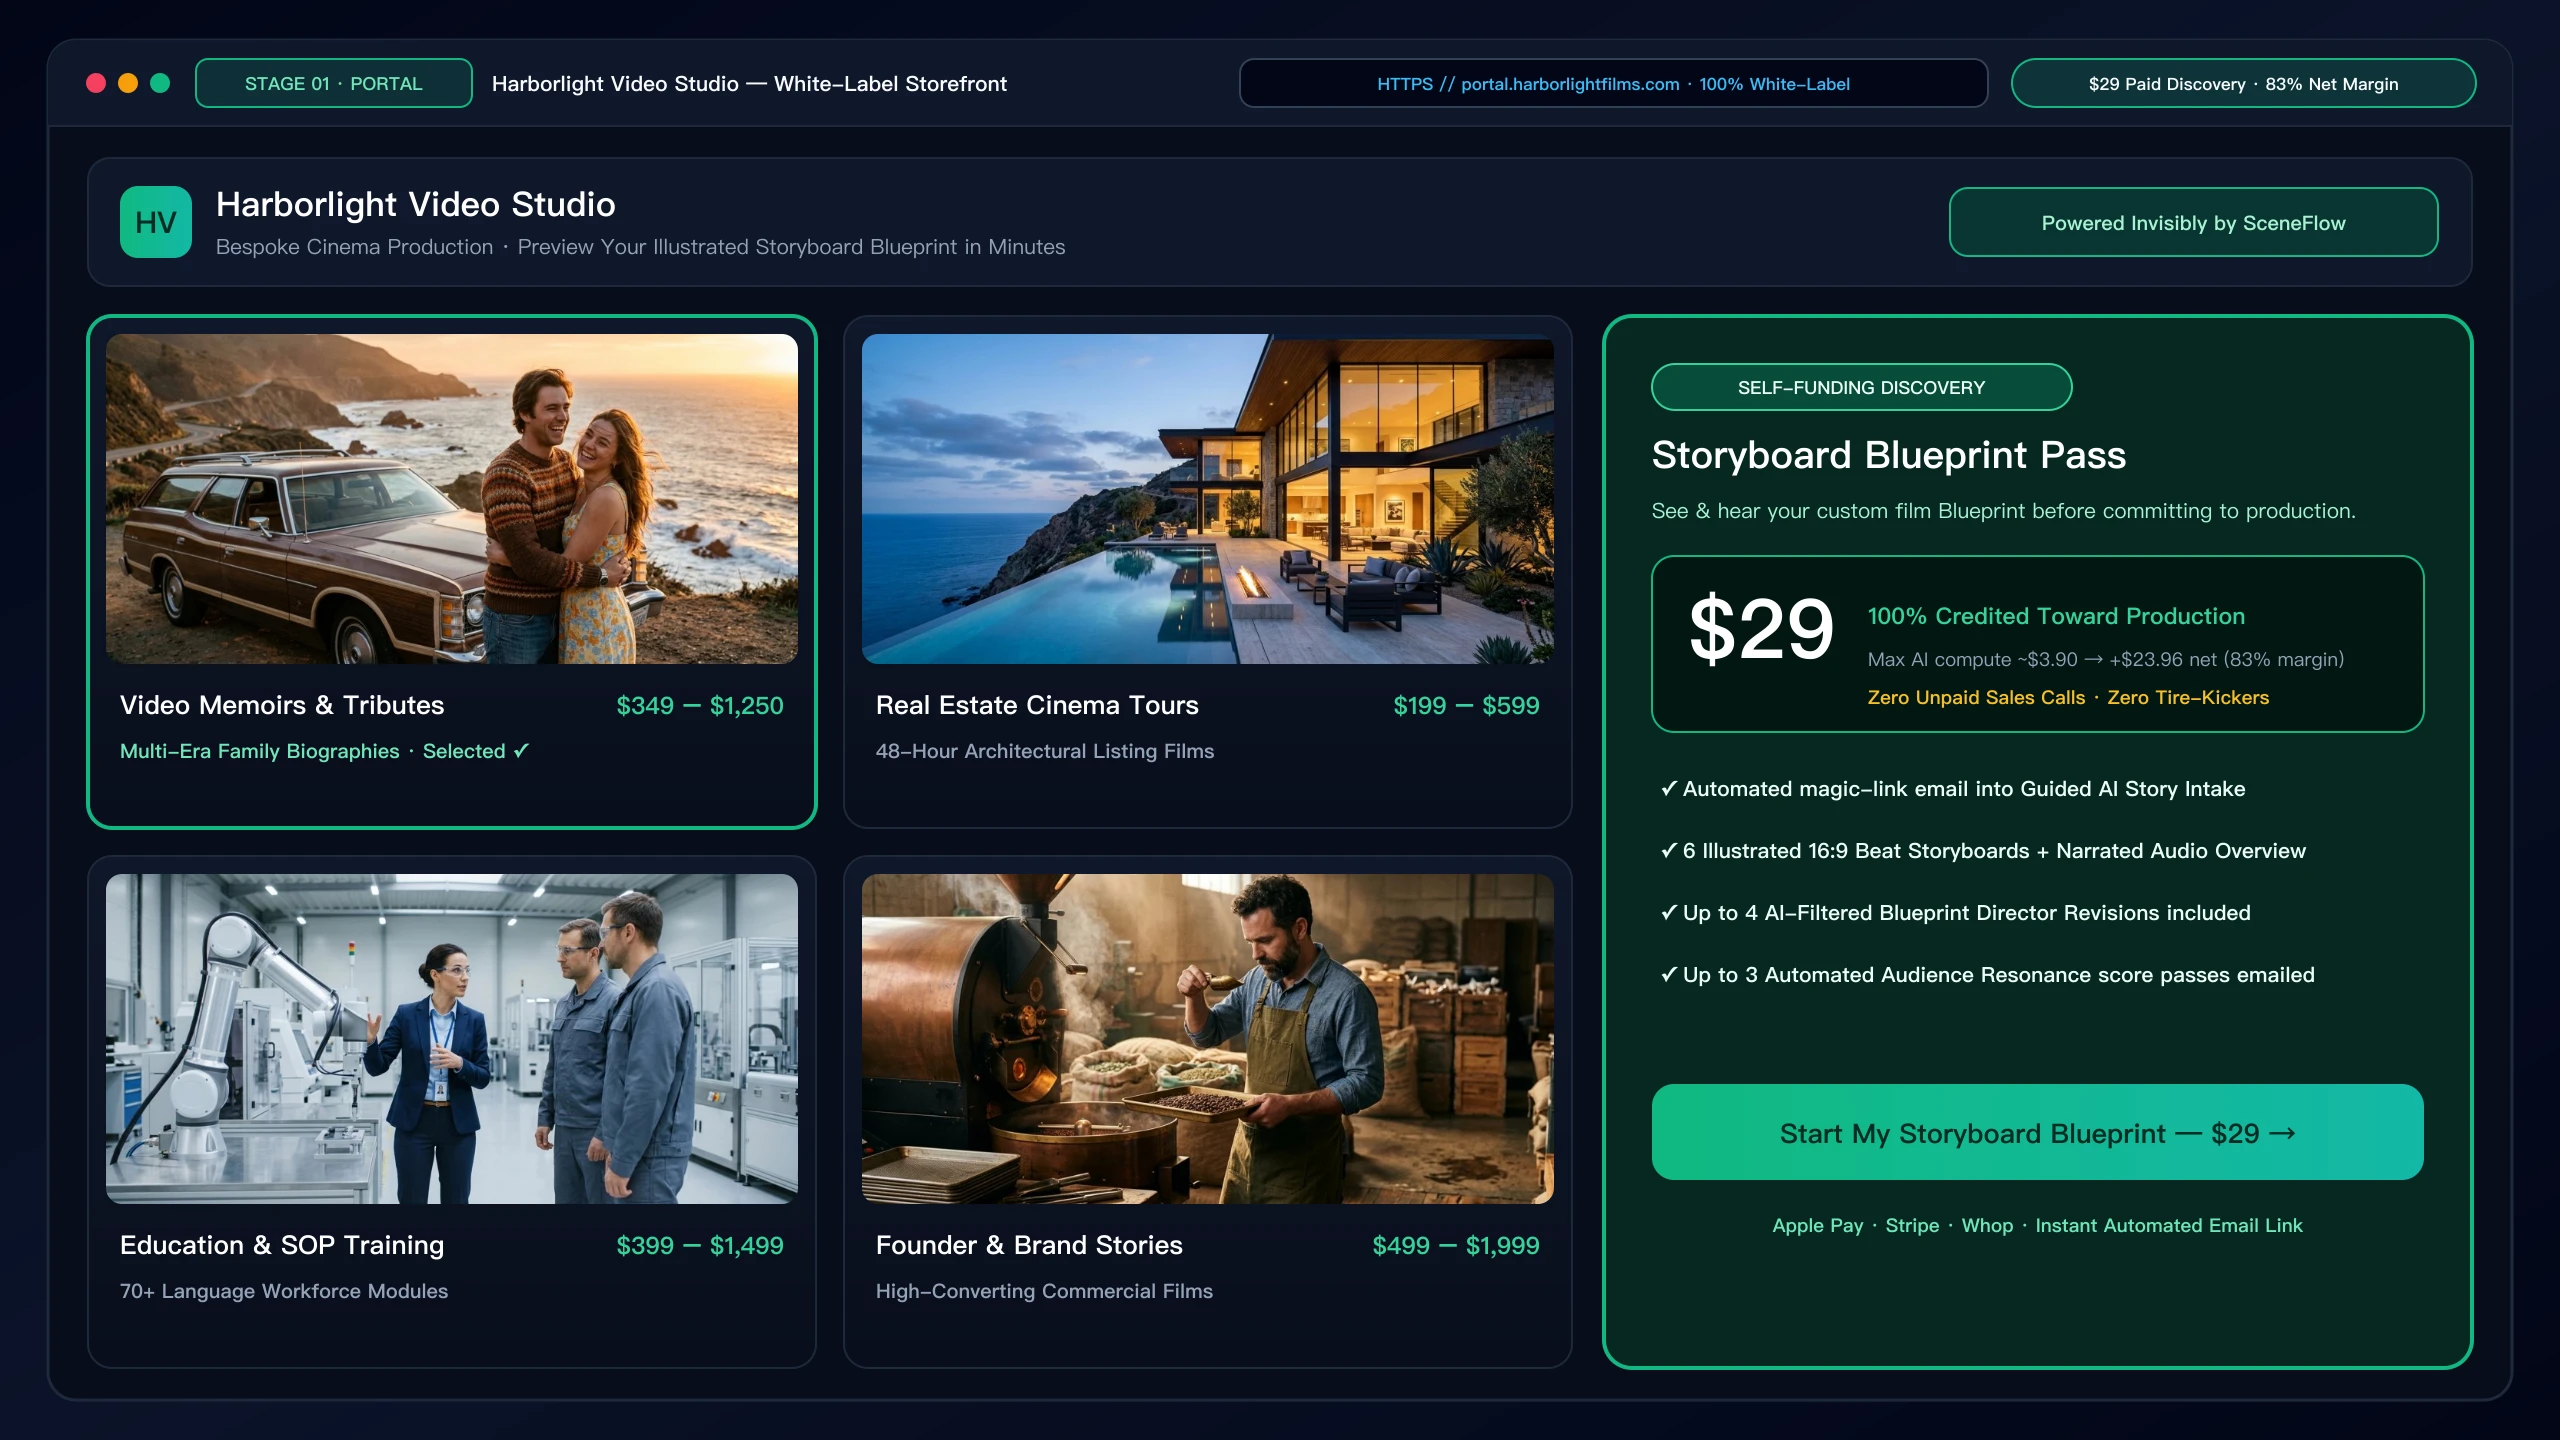 STAGE 01 · PORTAL
Harborlight Video Studio — White-Label Storefront
HTTPS // portal.harborlightfilms.com · 100% White-Label
$29 Paid Discovery · 83% Net Margin
HV
Harborlight Video Studio
Bespoke Cinema Production · Preview Your Illustrated Storyboard Blueprint in Minutes
Powered Invisibly by SceneFlow
Video Memoirs & Tributes
$349 – $1,250
Multi-Era Family Biographies · Selected ✓
Real Estate Cinema Tours
$199 – $599
48-Hour Architectural Listing Films
Education & SOP Training
$399 – $1,499
70+ Language Workforce Modules
Founder & Brand Stories
$499 – $1,999
High-Converting Commercial Films
SELF-FUNDING DISCOVERY
Storyboard Blueprint Pass
See & hear your custom film Blueprint before committing to production.
$29
100% Credited Toward Production
Max AI compute ~$3.90 → +$23.96 net (83% margin)
Zero Unpaid Sales Calls · Zero Tire-Kickers
✓ Automated magic-link email into Guided AI Story Intake
✓ 6 Illustrated 16:9 Beat Storyboards + Narrated Audio Overview
✓ Up to 4 AI-Filtered Blueprint Director Revisions included
✓ Up to 3 Automated Audience Resonance score passes emailed
Start My Storyboard Blueprint — $29 →
Apple Pay · Stripe · Whop · Instant Automated Email Link